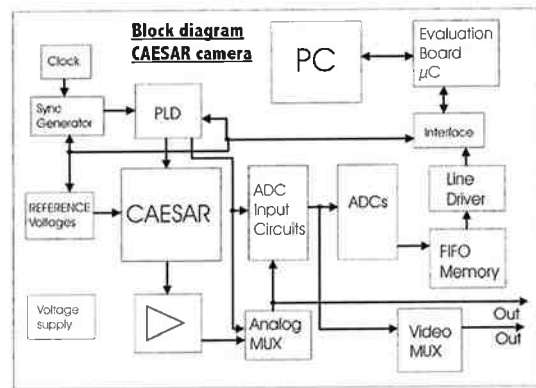 Block diagram
CAESAR camera
Clock
Sync
Generator
PLD
PC
Evaluation
Board
µC
Interface
REFERENCE
Voltages
CAESAR
ADC
Input
Circuits
ADCs
Line
Driver
FIFO
Memory
Voltage
supply
Analog
MUX
Video
MUX
Out
Out